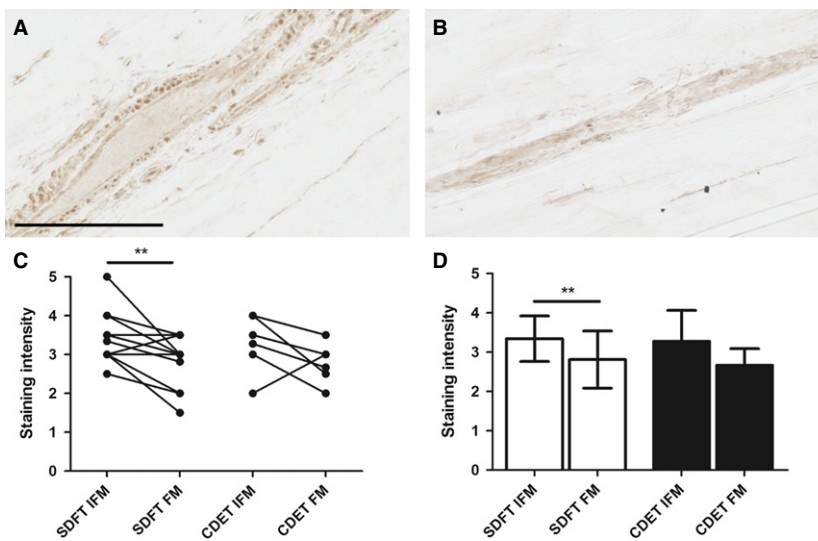 A
B
C
**
5
4
3
2
1
0
Staining intensity
SDFT IFM
SDFT FM
CDET IFM
CDET FM
D
**
5
4
3
2
1
0
Staining intensity
SDFT IFM
SDFT FM
CDET IFM
CDET FM